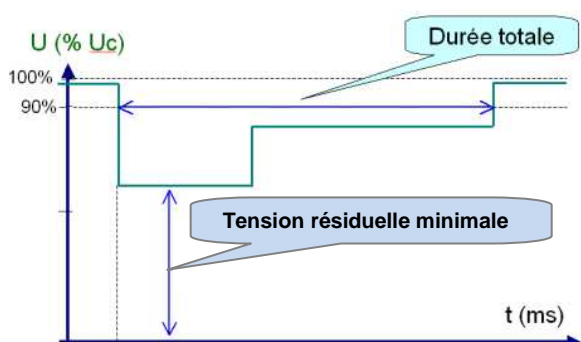 Durée totale
U (% Uc)
100%
90%
Tension résiduelle minimale
t (ms)